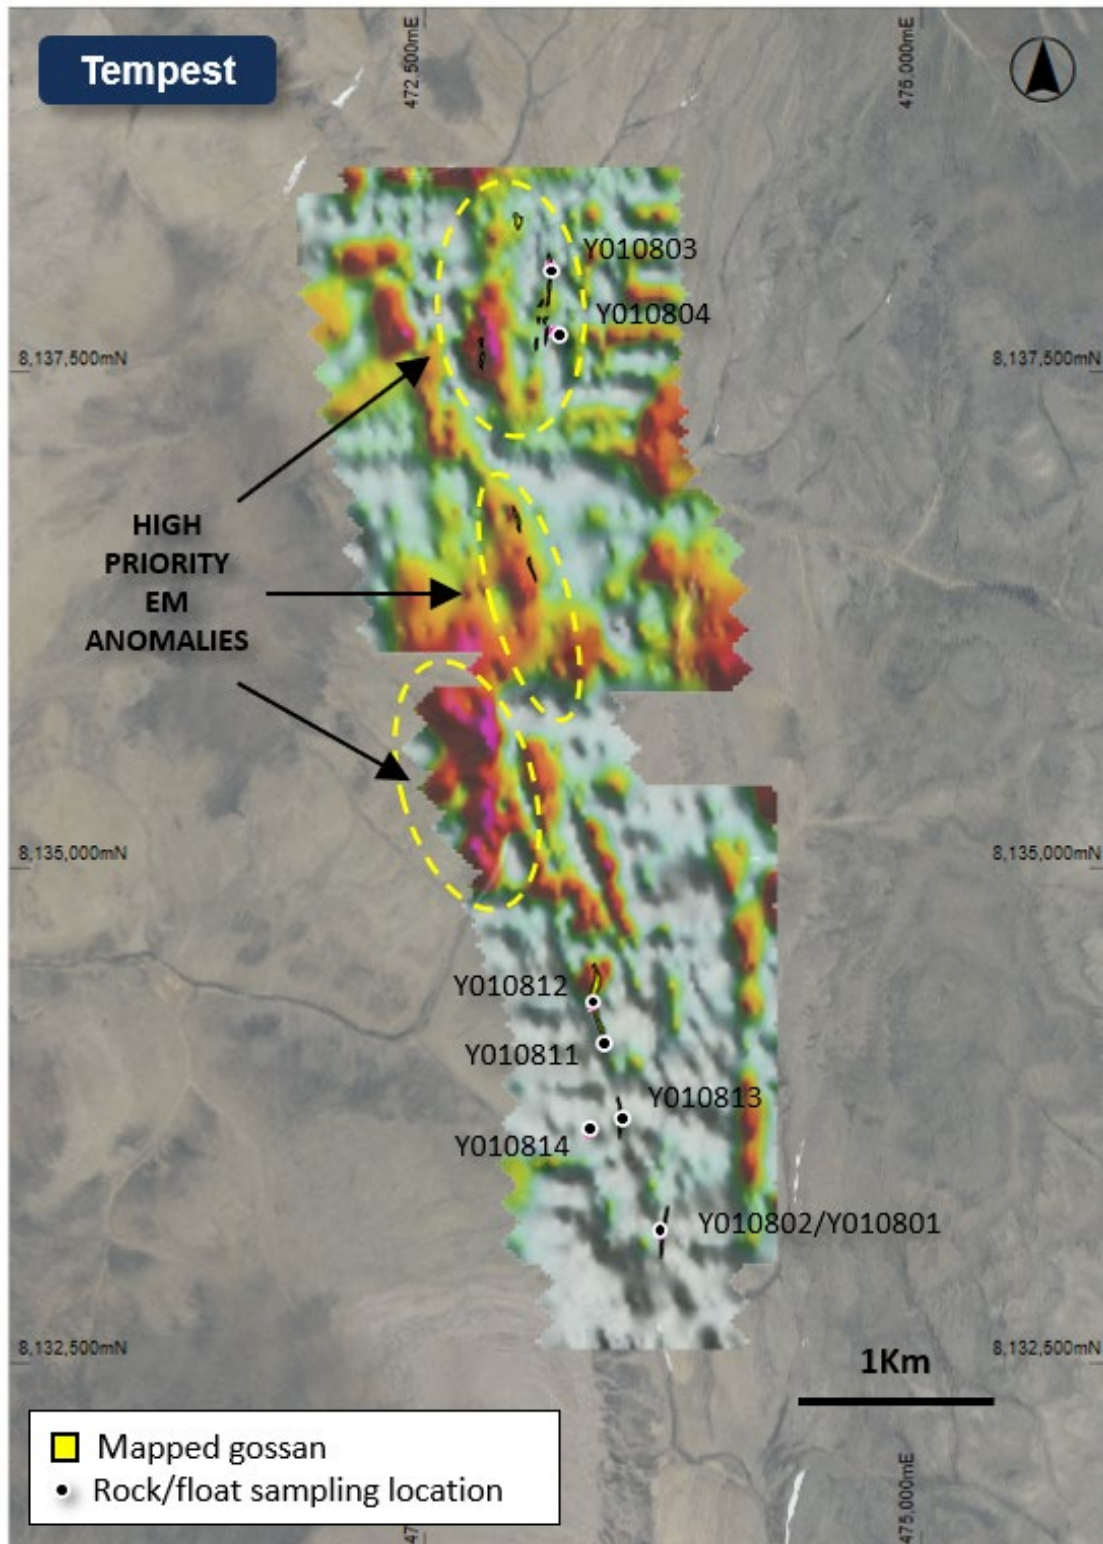 Tempest
472,500mE
475,000mE
Y010803
Y010804
8,137,500mN
8,137,500mN
HIGH
PRIORITY
EM
ANOMALIES
8,135,000mN
8,135,000mN
Y010812
Y010811
Y010813
Y010814
Y010802/Y010801
8,132,500mN
8,132,500mN
1Km
Mapped gossan
Rock/float sampling location
47
475,000mE